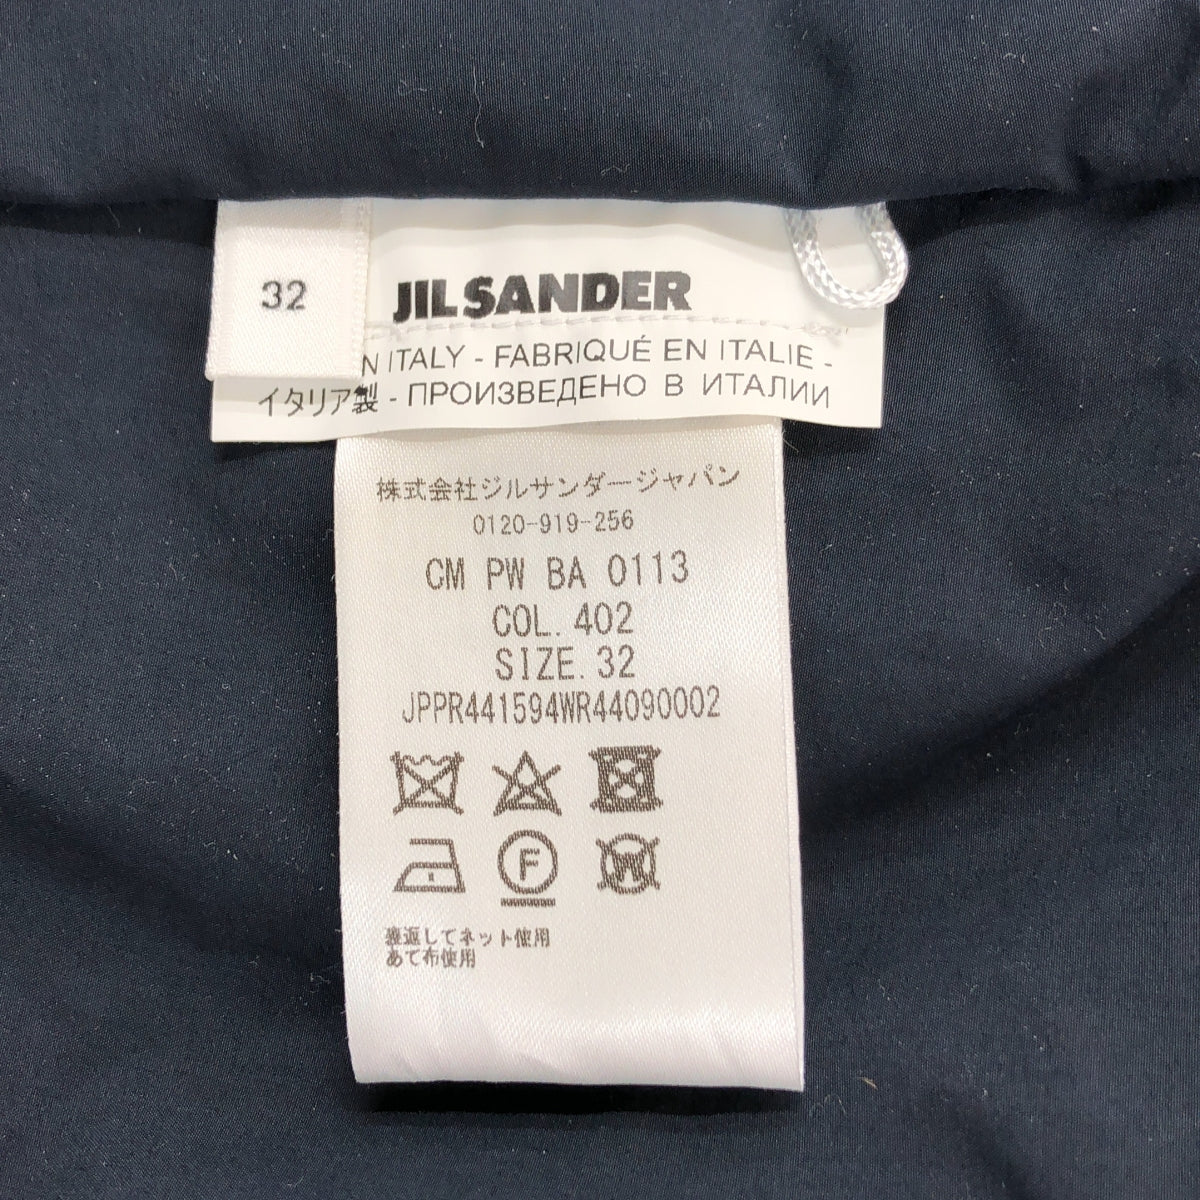 32
JIL SANDER
N ITALY - FABRIQUÉ EN ITALIE -
イタリア製 - ПРОИЗВЕДЕНО В ИТАЛИИ
株式会社ジルサンダージャパン
0120-919-256
CM PW BA 0113
COL. 402
SIZE. 32
JPPR441594WR44090002
F
W
裏返してネット使用
あて布使用